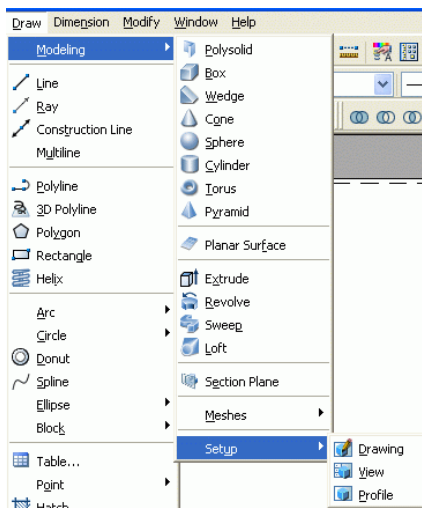 Draw Dimension Modify Window Help
Modeling
Line
Ray
Construction Line
Multiline
Polyline
3D Polyline
Polygon
Rectangle
Helix
Arc
Circle
Donut
Spline
Ellipse
Block
Table...
Point
Hatch
Polysolid
Box
Wedge
Cone
Sphere
Cylinder
Torus
Pyramid
Planar Surface
Extrude
Revolve
Sweep
Loft
Section Plane
Meshes
Setup
Drawing
View
Profile